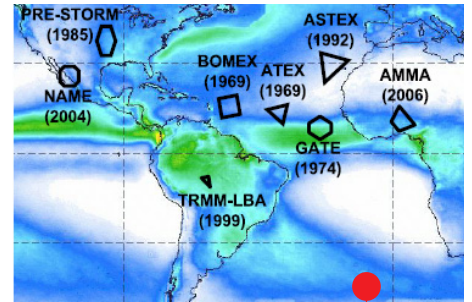 PRE-STORM
(1985)
ASTEX
(1992)
BOMEX
(1969)
ATEX
(1969)
AMMA
(2006)
NAME
(2004)
GATE
(1974)
TRMM-LBA
(1999)